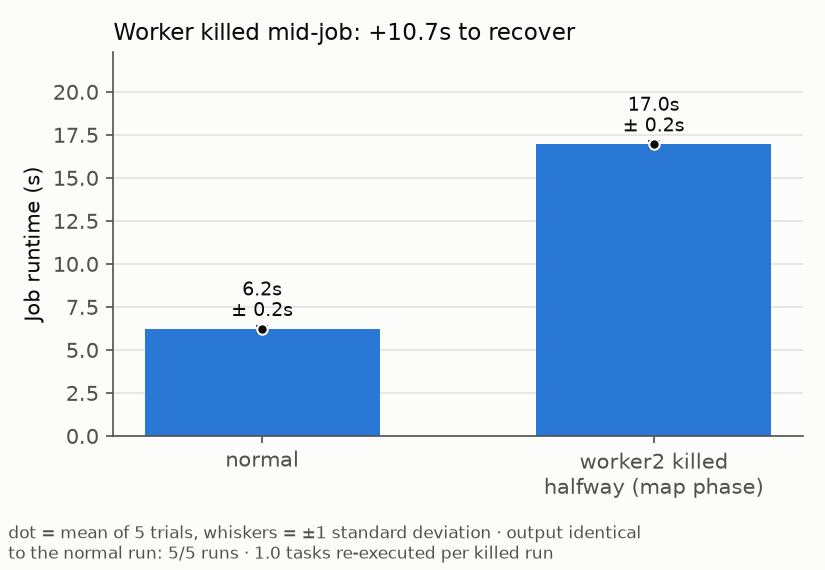 Worker killed mid-job: +10.7s to recover
Job runtime (s)
20.0
17.5
15.0
12.5
10.0
7.5
5.0
2.5
0.0
6.2s
± 0.2s
17.0s
± 0.2s
normal
worker2 killed
halfway (map phase)
dot = mean of 5 trials, whiskers = ±1 standard deviation · output identical
to the normal run: 5/5 runs · 1.0 tasks re-executed per killed run